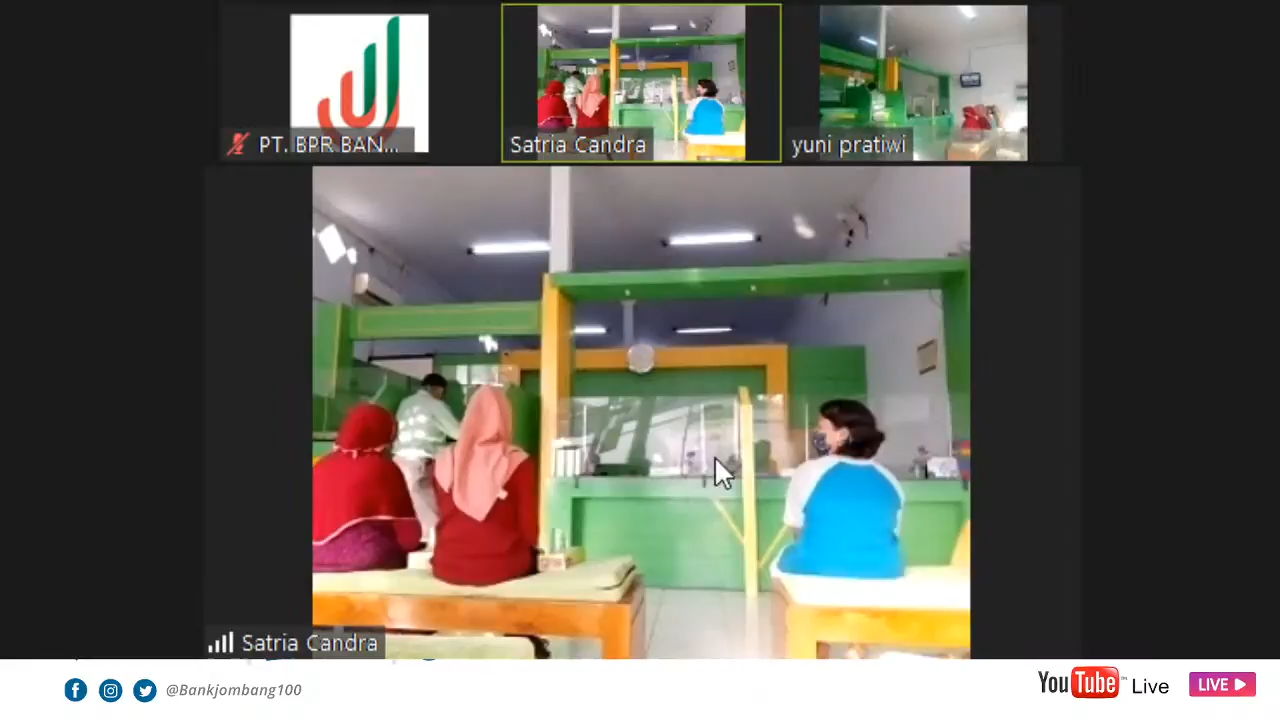 PT. BPR BAN...
Satria Candra
yuni pratiwi
Satria Candra
@Bankjombang100
YouTube Live
LIVE